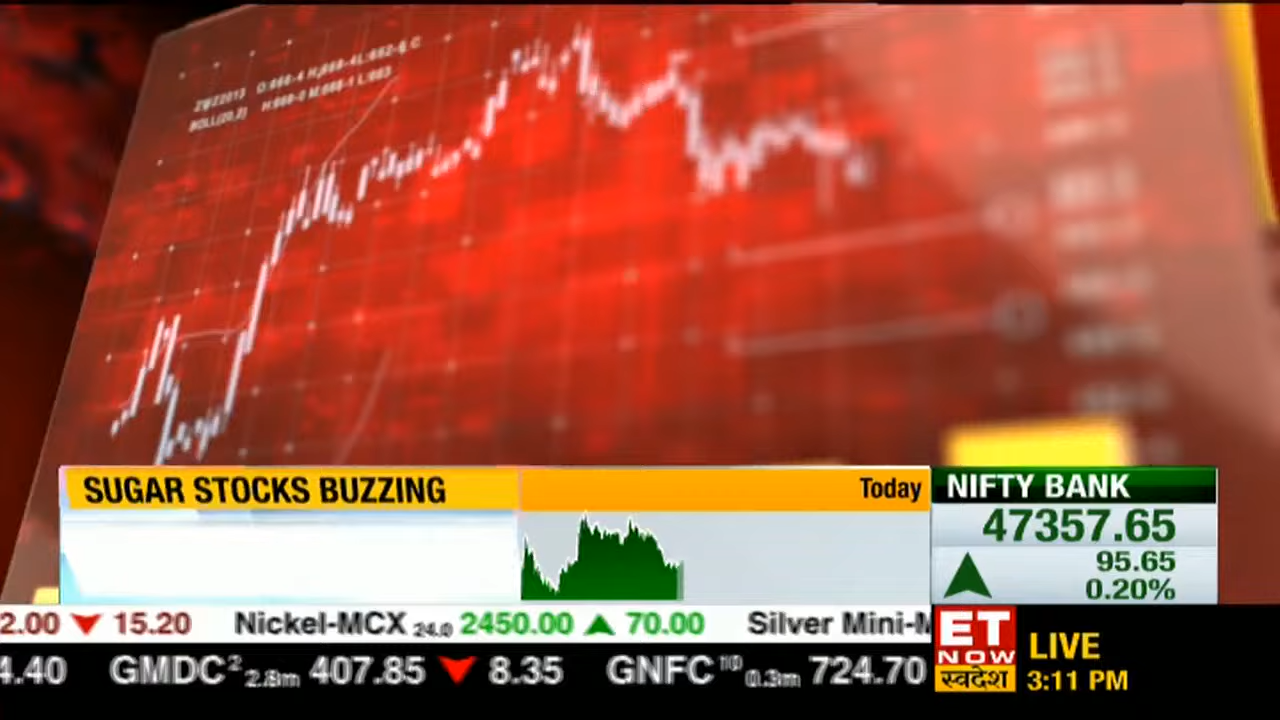 SUGAR STOCKS BUZZING
Today
NIFTY BANK
47357.65
95.65
0.20%
2.00 ▼ 15.20 Nickel-MCX 24.0 2450.00 ▲ 70.00 Silver Mini-M
4.40 GMDC 2 2.8m 407.85 ▼ 8.35 GNFC 10 0.3m 724.70
ET
NOW
स्वदेश
LIVE
3:11 PM